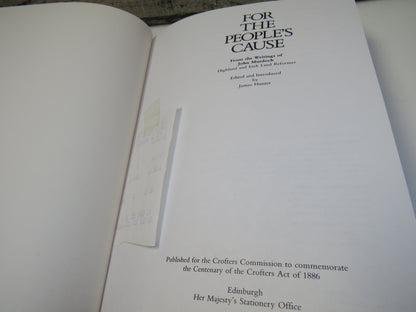 FOR
THE
PEOPLE'S
CAUSE
From the Writings of
John Murdoch
Highland and Irish Land Reformer
Edited and Introduced
by
James Hunter
Published for the Crofters Commission to commemorate
the Centenary of the Crofters Act of 1886
Edinburgh
Her Majesty's Stationery Office